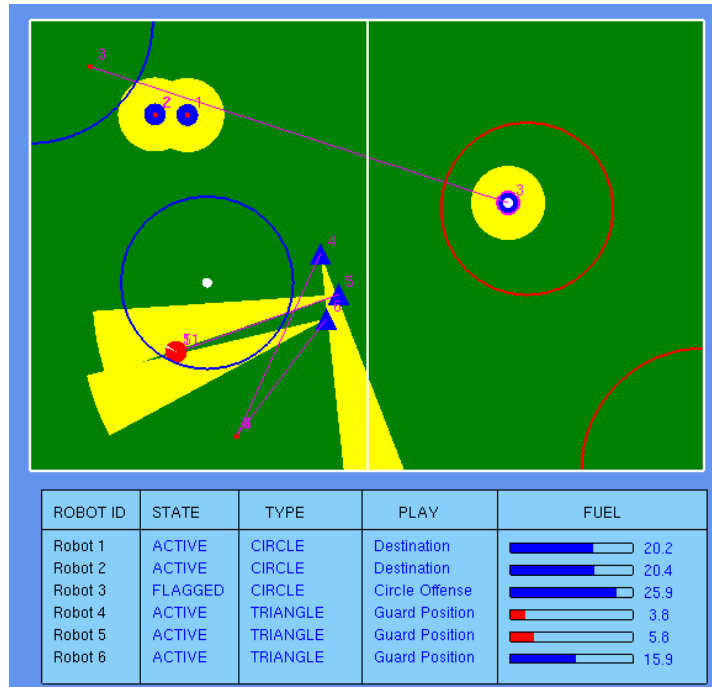 3
2 1
3
4
5
6
51
ROBOT ID STATE TYPE PLAY FUEL
Robot 1 ACTIVE CIRCLE Destination 20.2
Robot 2 ACTIVE CIRCLE Destination 20.4
Robot 3 FLAGGED CIRCLE Circle Offense 25.9
Robot 4 ACTIVE TRIANGLE Guard Position 3.8
Robot 5 ACTIVE TRIANGLE Guard Position 5.8
Robot 6 ACTIVE TRIANGLE Guard Position 15.9